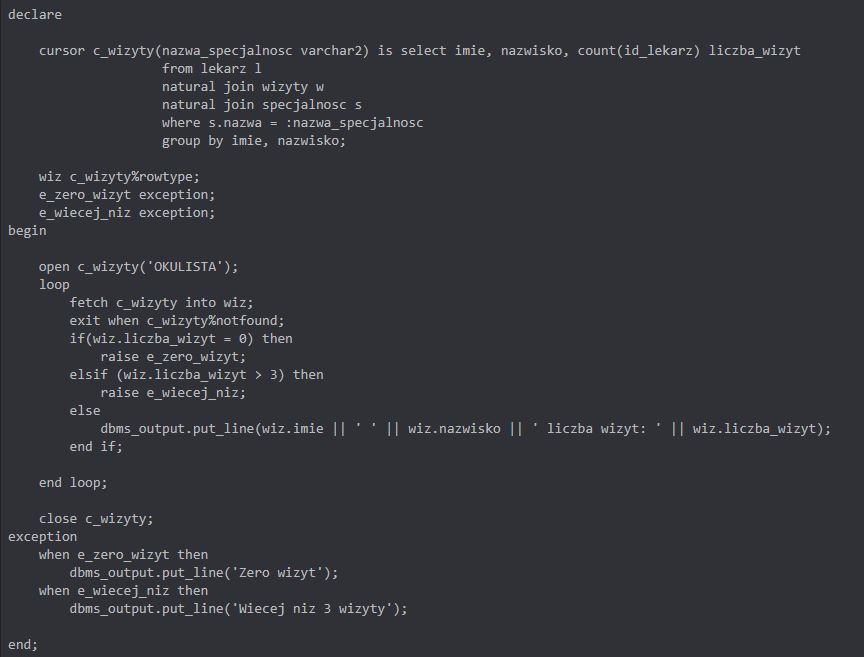 declare
cursor c_wizyty(nazwa_specjalnosc varchar2) is select imie, nazwisko, count(id_lekarz) liczba_wizyt
from lekarz l
natural join wizyty w
natural join specjalnosc s
where s.nazwa = :nazwa_specjalnosc
group by imie, nazwisko;
wiz c_wizyty%rowtype;
e_zero_wizyt exception;
e_wiecej_niz exception;
begin
open c_wizyty('OKULISTA');
loop
fetch c_wizyty into wiz;
exit when c_wizyty%notfound;
if(wiz.liczba_wizyt = 0) then
raise e_zero_wizyt;
elsif (wiz.liczba_wizyt > 3) then
raise e_wiecej_niz;
else
dbms_output.put_line(wiz.imie || ' ' || wiz.nazwisko || ' liczba wizyt: ' || wiz.liczba_wizyt);
end if;
end loop;
close c_wizyty;
exception
when e_zero_wizyt then
dbms_output.put_line('Zero wizyt');
when e_wiecej_niz then
dbms_output.put_line('Wiecej niz 3 wizyty');
end;